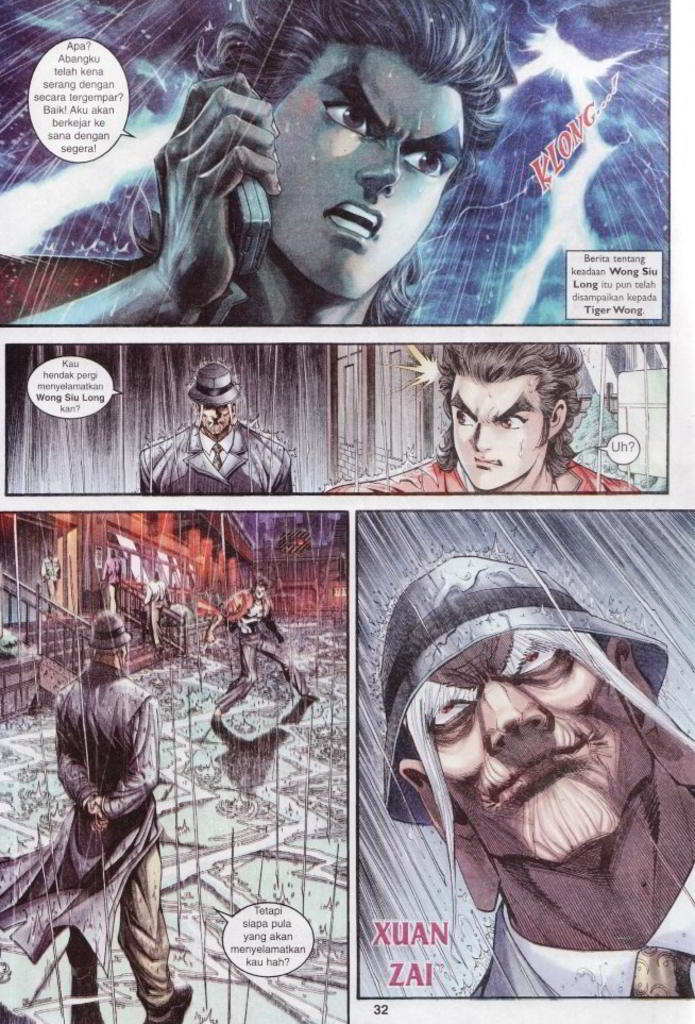 Apa?
Abangku
telah kena
serang dengan
secara tergempar?
Baik! Aku akan
berkejar ke
sana dengan
segera!
KLONG...!
Berita tentang
keadaan Wong Siu
Long itu pun telah
disampaikan kepada
Tiger Wong.
Kau
hendak pergi
menyelamatkan
Wong Siu Long
kan?
Uh?
Tetapi
siapa pula
yang akan
menyelamatkan
kau hah?
XUAN
ZAI
32